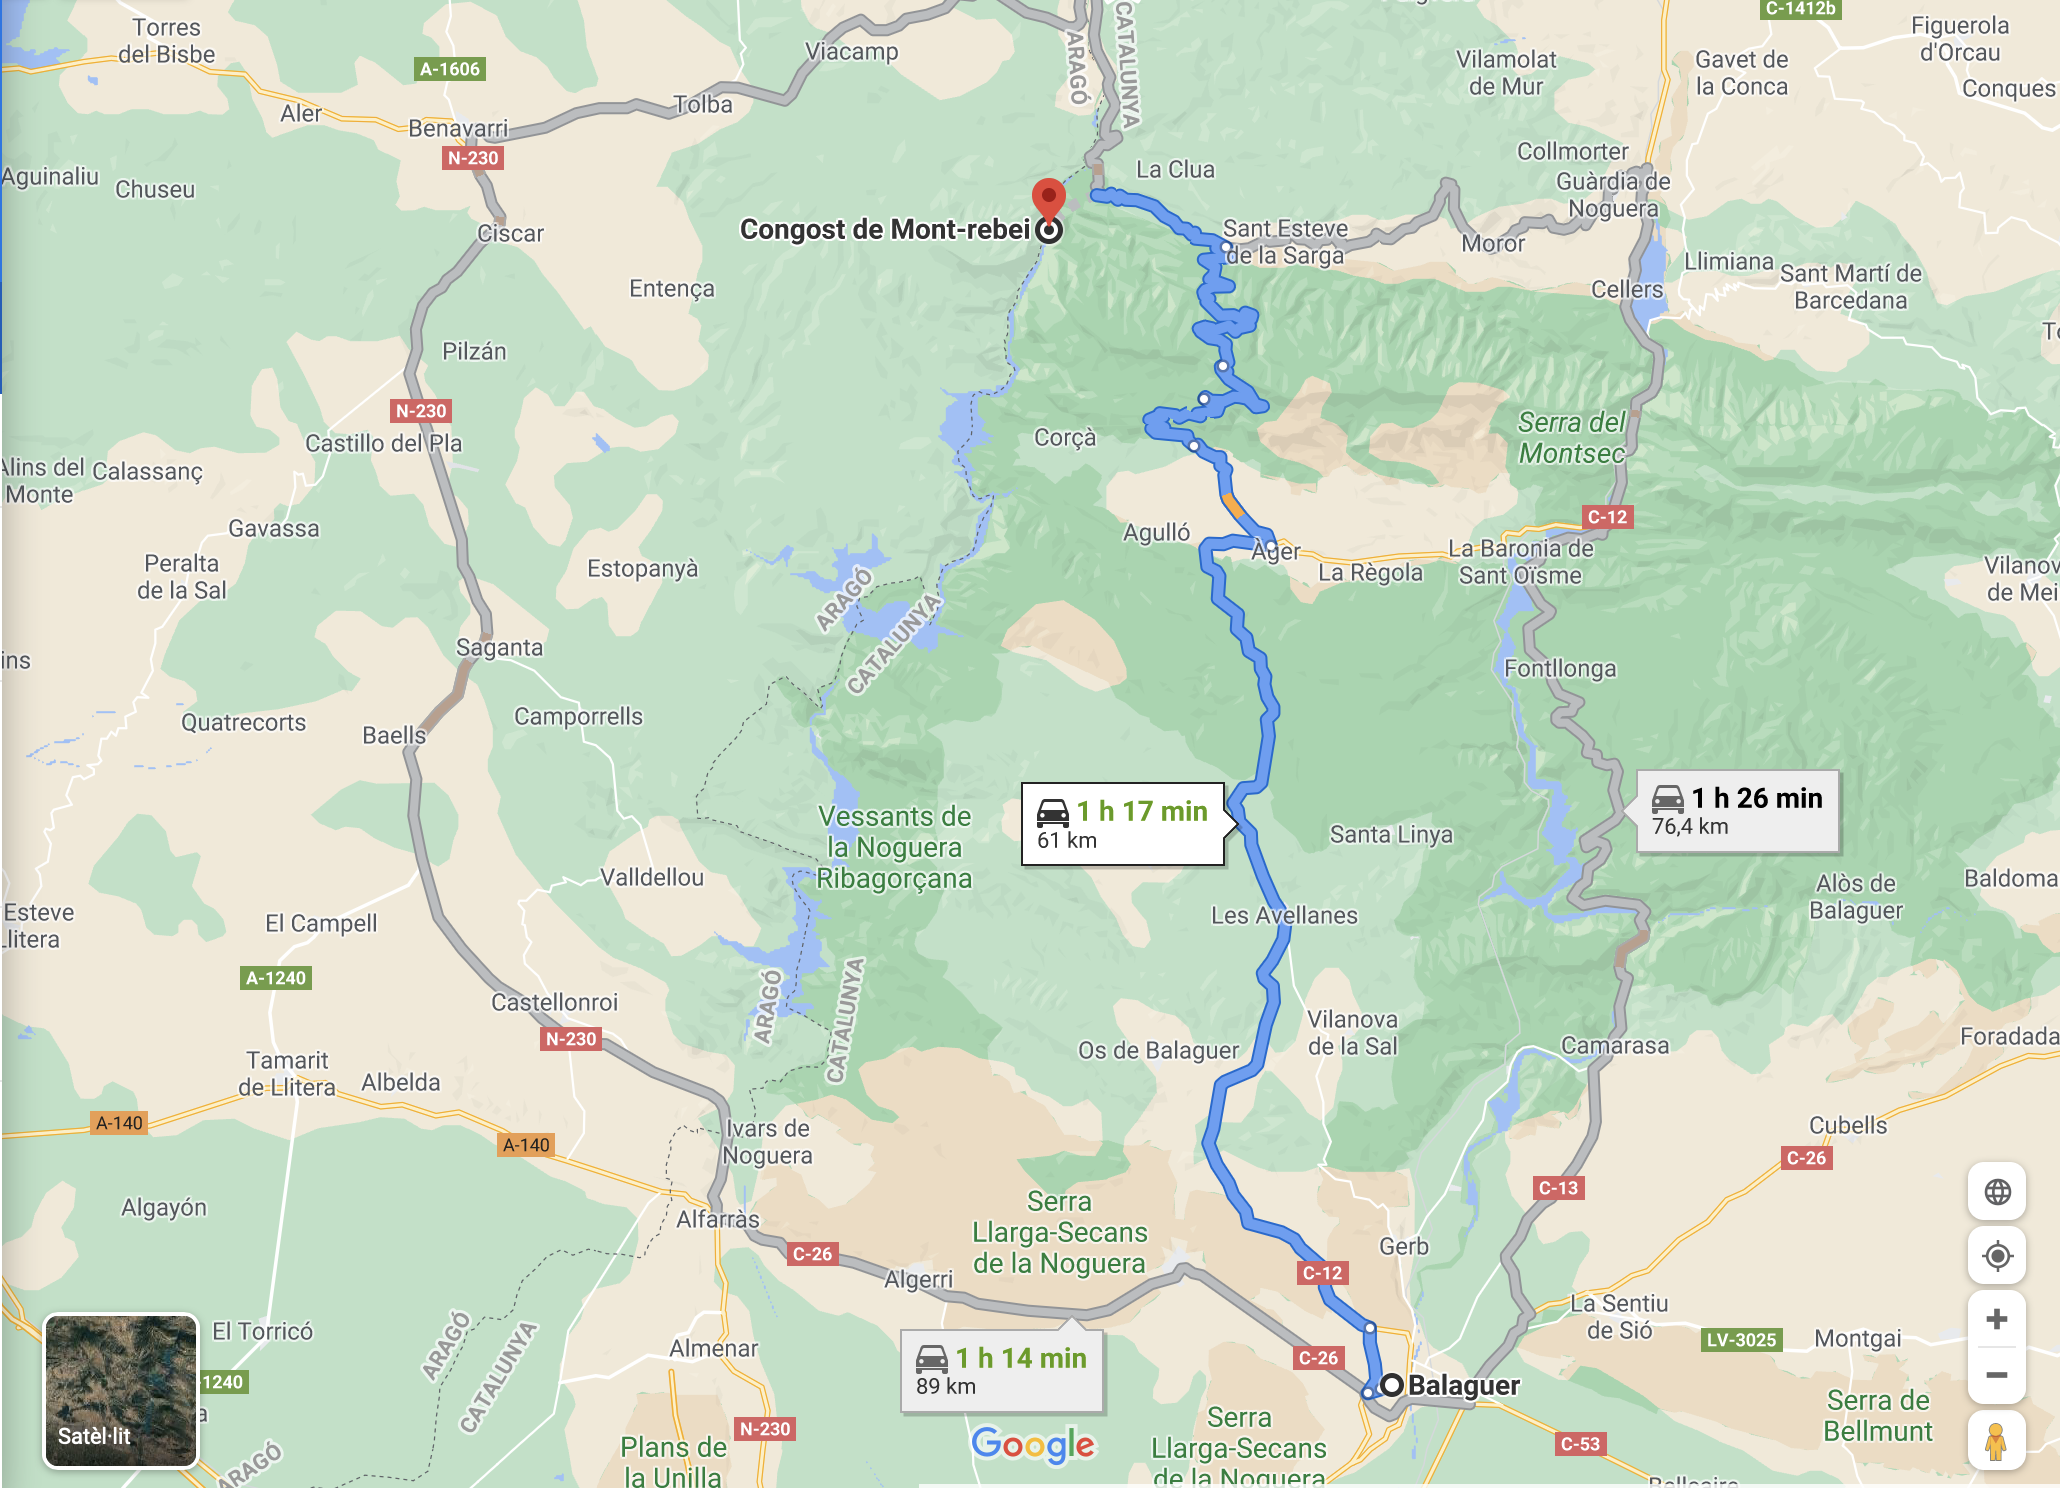 C-1412b
Torres
del Bisbe
Figuerola
d'Orcau
CATALUNYA
ARAGÓ
Viacamp
Vilamolat
de Mur
Gavet de
la Conca
A-1606
Conques
Tolba
Aler
Benavarri
N-230
Collmorter
La Clua
Aguinaliu
Chuseu
Guàrdia de
Noguera
Congost de Mont-rebei
Sant Esteve
de la Sarga
Ciscar
Moror
Llimiana
Sant Martí de
Barcedana
Entença
Cellers
Pilzán
N-230
Castillo del Pla
Corçà
Serra del
Montsec
Alins del
Monte
Calassanç
Gavassa
C-12
Agulló
Àger
La Baronia de
Sant Oïsme
Peralta
de la Sal
Estopanyà
La Règola
Vilanov
de Mei
ARAGÓ
CATALUNYA
Saganta
ins
Fontllonga
Quatrecorts
Camporrells
Baells
1 h 17 min
61 km
1 h 26 min
76,4 km
Vessants de
la Noguera
Ribagorçana
Santa Linya
Valldellou
Baldoma
Alòs de
Balaguer
Esteve
Llitera
El Campell
Les Avellanes
A-1240
ARAGÓ
CATALUNYA
Castellonroi
N-230
Vilanova
de la Sal
Os de Balaguer
Camarasa
Foradada
Tamarit
de Llitera
Albelda
A-140
A-140
Ivars de
Noguera
Cubells
C-26
C-13
Algayón
Alfarràs
Serra
Llarga-Secans
de la Noguera
C-26
Gerb
C-12
Algerri
El Torricó
ARAGÓ
CATALUNYA
La Sentiu
de Sió
LV-3025
Montgai
Almenar
1 h 14 min
89 km
C-26
Balaguer
1240
a
Satèl·lit
Serra de
Bellmunt
N-230
Google
Serra
Llarga-Secans
de la Noguera
C-53
Plans de
la Unilla
ARAGÓ
Bellcaire